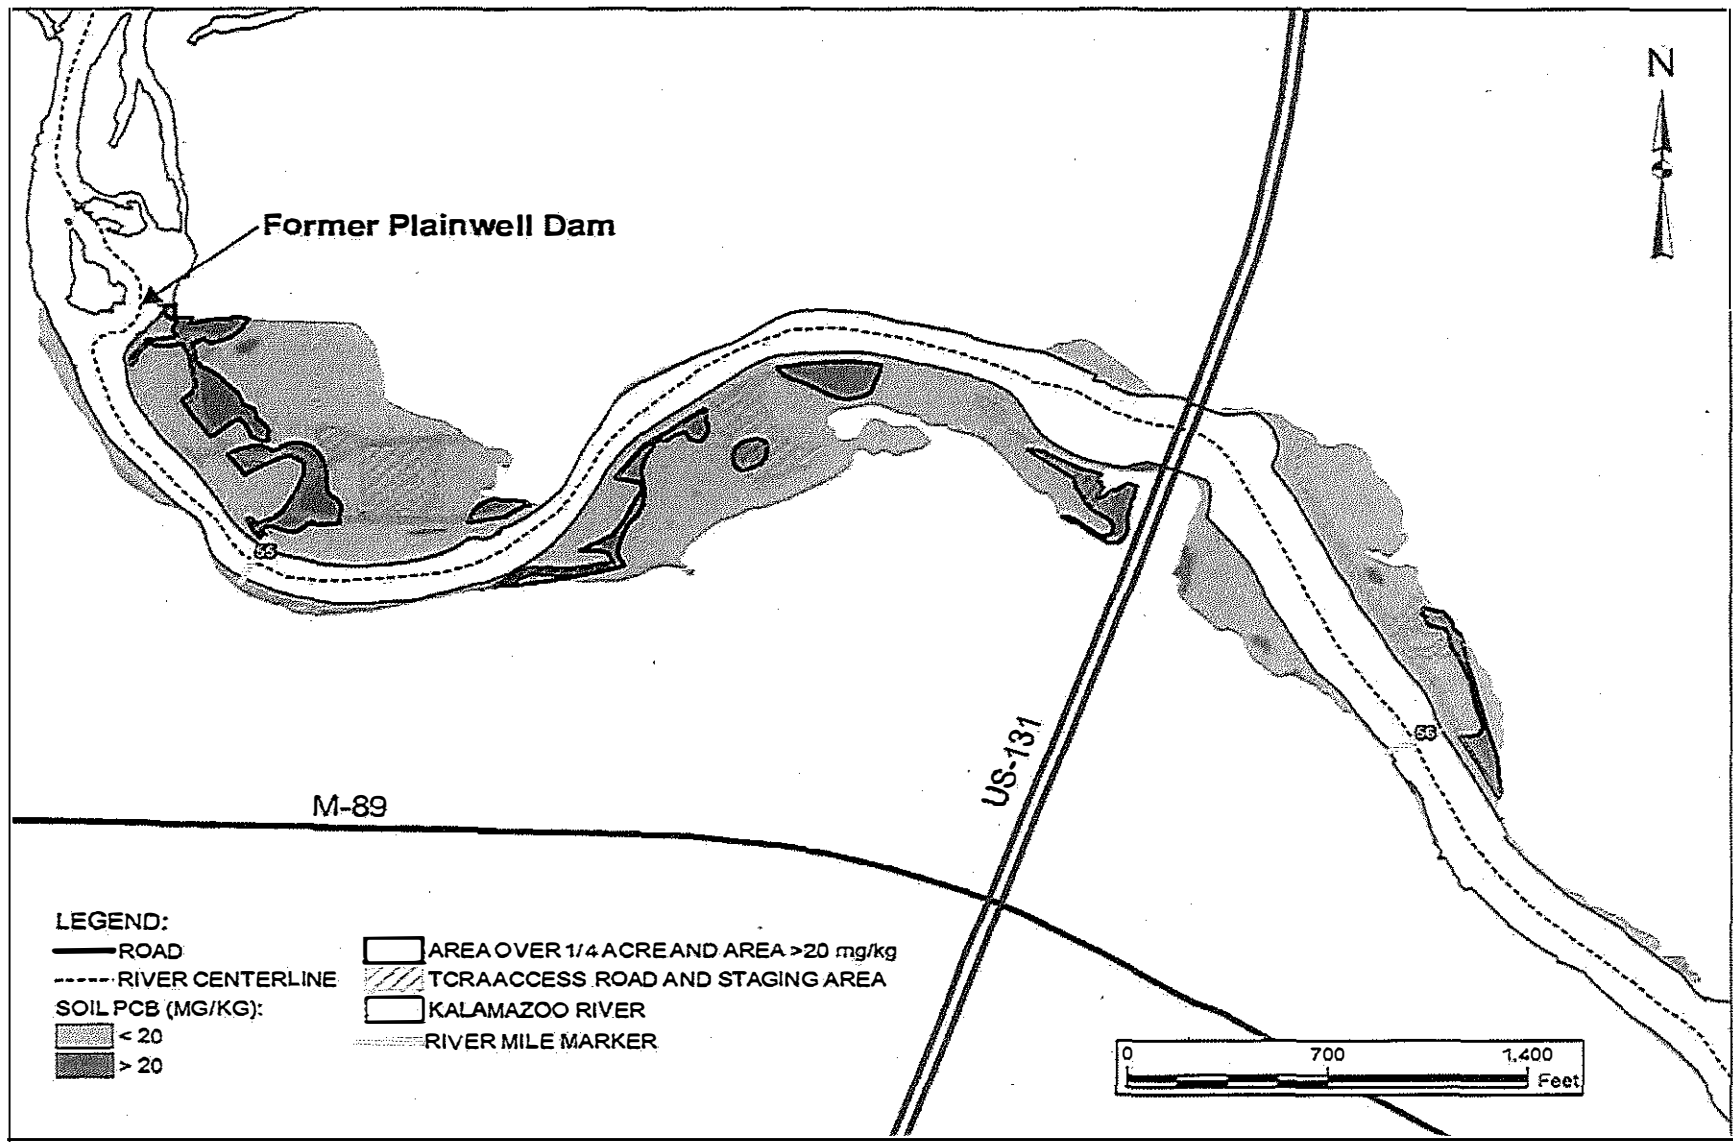 N
Former Plainwell Dam
55
56
US-131
M-89
LEGEND:
ROAD
RIVER CENTERLINE
SOIL PCB (MG/KG):
< 20
> 20
AREA OVER 1/4 ACRE AND AREA >20 mg/kg
TCRA ACCESS ROAD AND STAGING AREA
KALAMAZOO RIVER
RIVER MILE MARKER
0 700 1,400
Feet